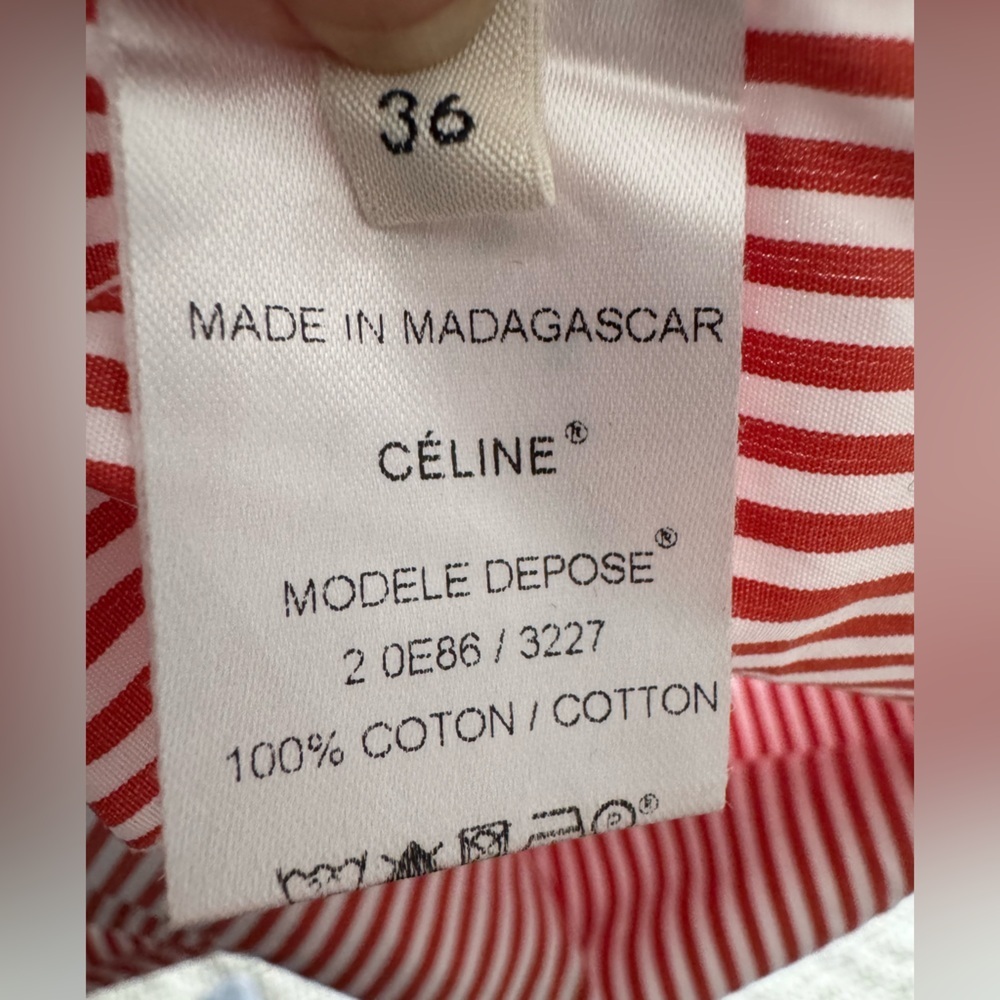 36
MADE IN MADAGASCAR
CÉLINE®
MODELE DEPOSE®
2 0E86 / 3227
100% COTON / COTTON